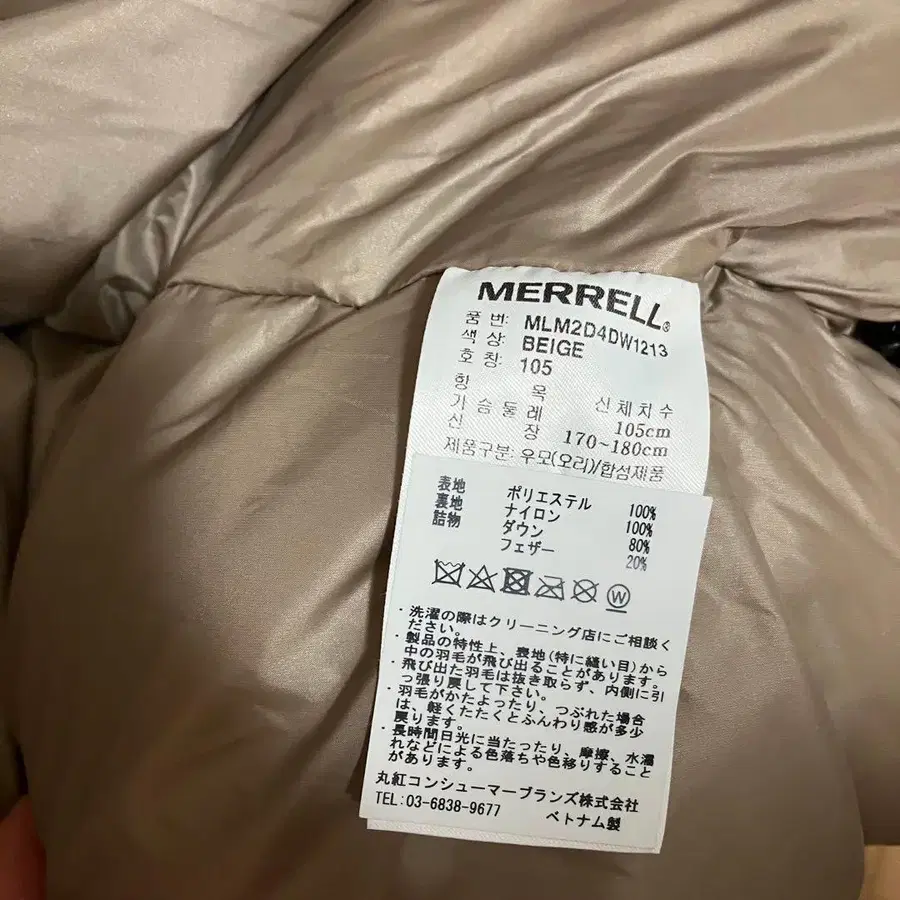 MERRELL®
품 번: MLM2D4DW1213
색 상: BEIGE
호 칭: 105
항 목 신체치수
가 슴 둘 레 105cm
신 장 170~180cm
제품구분: 우모(오리)/합성제품
表地 ポリエステル 100%
裏地 ナイロン 100%
詰物 ダウン 80%
フェザー 20%
W
・洗濯の際はクリーニング店にご相談く
ださい。
・製品の特性上、表地(特に縫い目)から
中の羽毛が飛び出ることがあります。
・飛び出た羽毛は抜き取らず、内側に引
っ張り戻して下さい。
・羽毛がかたよったり、つぶれた場合
は、軽くたたくとふんわり感が多少
戻ります。
・長時間日光に当たったり、摩擦、水濡
れなどによる色落ちや色移りすること
があります。
丸紅コンシューマーブランズ株式会社
TEL:03-6838-9677
ベトナム製